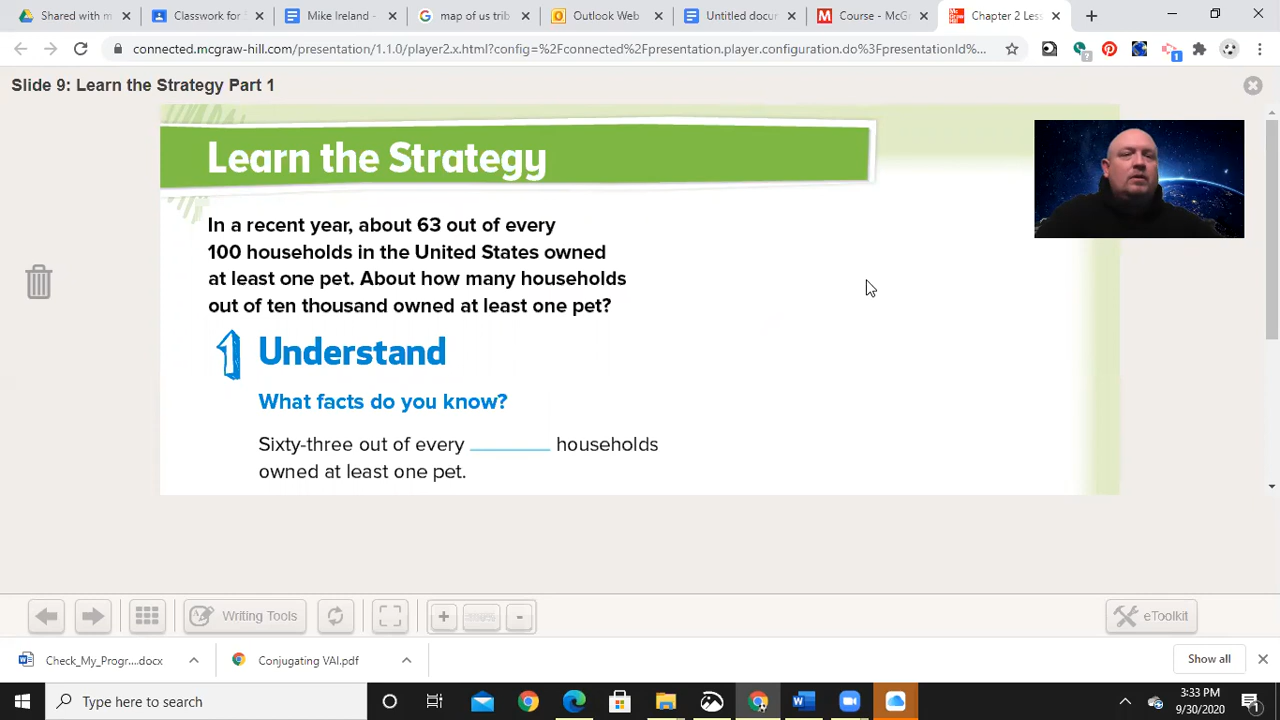 Shared with m
Classwork for
Mike Ireland -
map of us trib
Outlook Web
Untitled docu
Course - McGr
Chapter 2 Less
connected.mcgraw-hill.com/presentation/1.1.0/player2.x.html?config=%2Fconnected%2Fpresentation.player.configuration.do%3FpresentationId%...
Slide 9: Learn the Strategy Part 1
Learn the Strategy
In a recent year, about 63 out of every
100 households in the United States owned
at least one pet. About how many households
out of ten thousand owned at least one pet?
1 Understand
What facts do you know?
Sixty-three out of every ________ households
owned at least one pet.
Writing Tools
eToolkit
Check_My_Progr....docx
Conjugating VAI.pdf
Show all
Type here to search
3:33 PM
9/30/2020